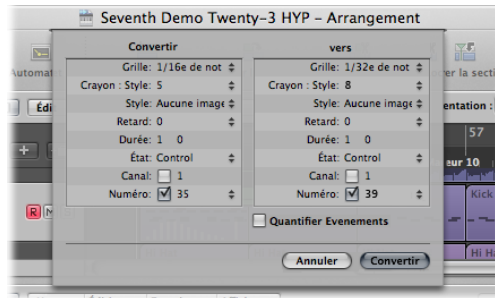 Seventh Demo Twenty-3 HYP – Arrangement
Convertir vers
Grille: 1/16e de not Grille: 1/32e de not
Crayon : Style: 5 Crayon : Style: 8
Style: Aucune image Style: Aucune image
Retard: 0 Retard: 0
Durée: 1 0 Durée: 1 0
État: Control État: Control
Canal: 1 Canal: 1
Numéro: 35 Numéro: 39
Quantifier Evenements
Annuler Convertir
Automat
er la secti
Édi
entation :
57
eur 10
R M
Kick
Hi Ha